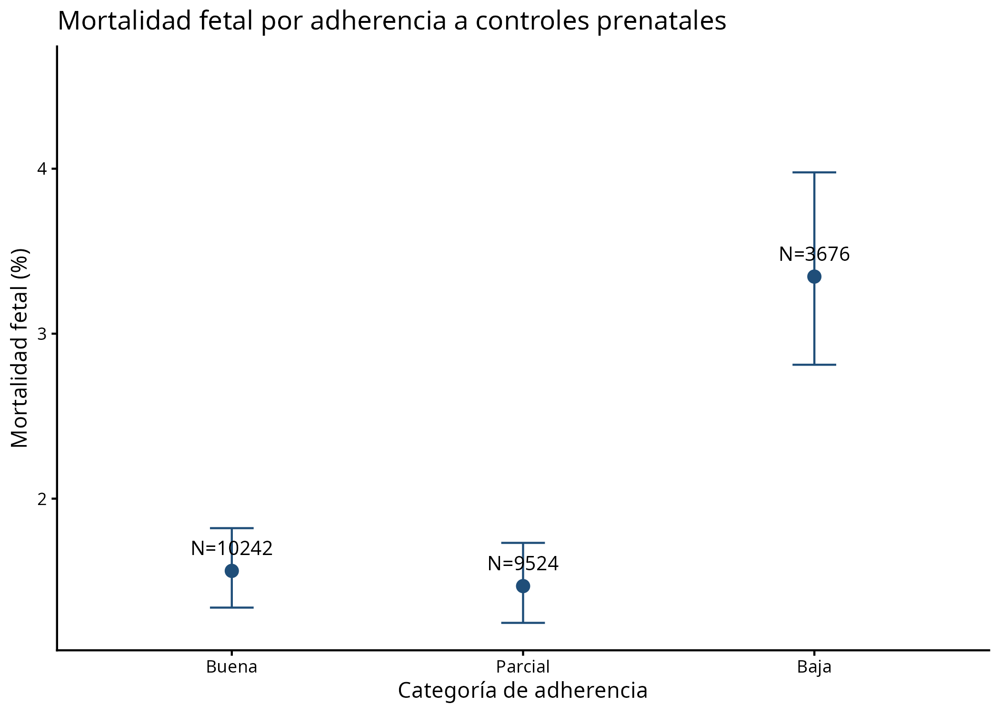 Mortalidad fetal por adherencia a controles prenatales
Mortalidad fetal (%)
4
3
2
N=10242
N=9524
N=3676
Buena
Parcial
Baja
Categoría de adherencia